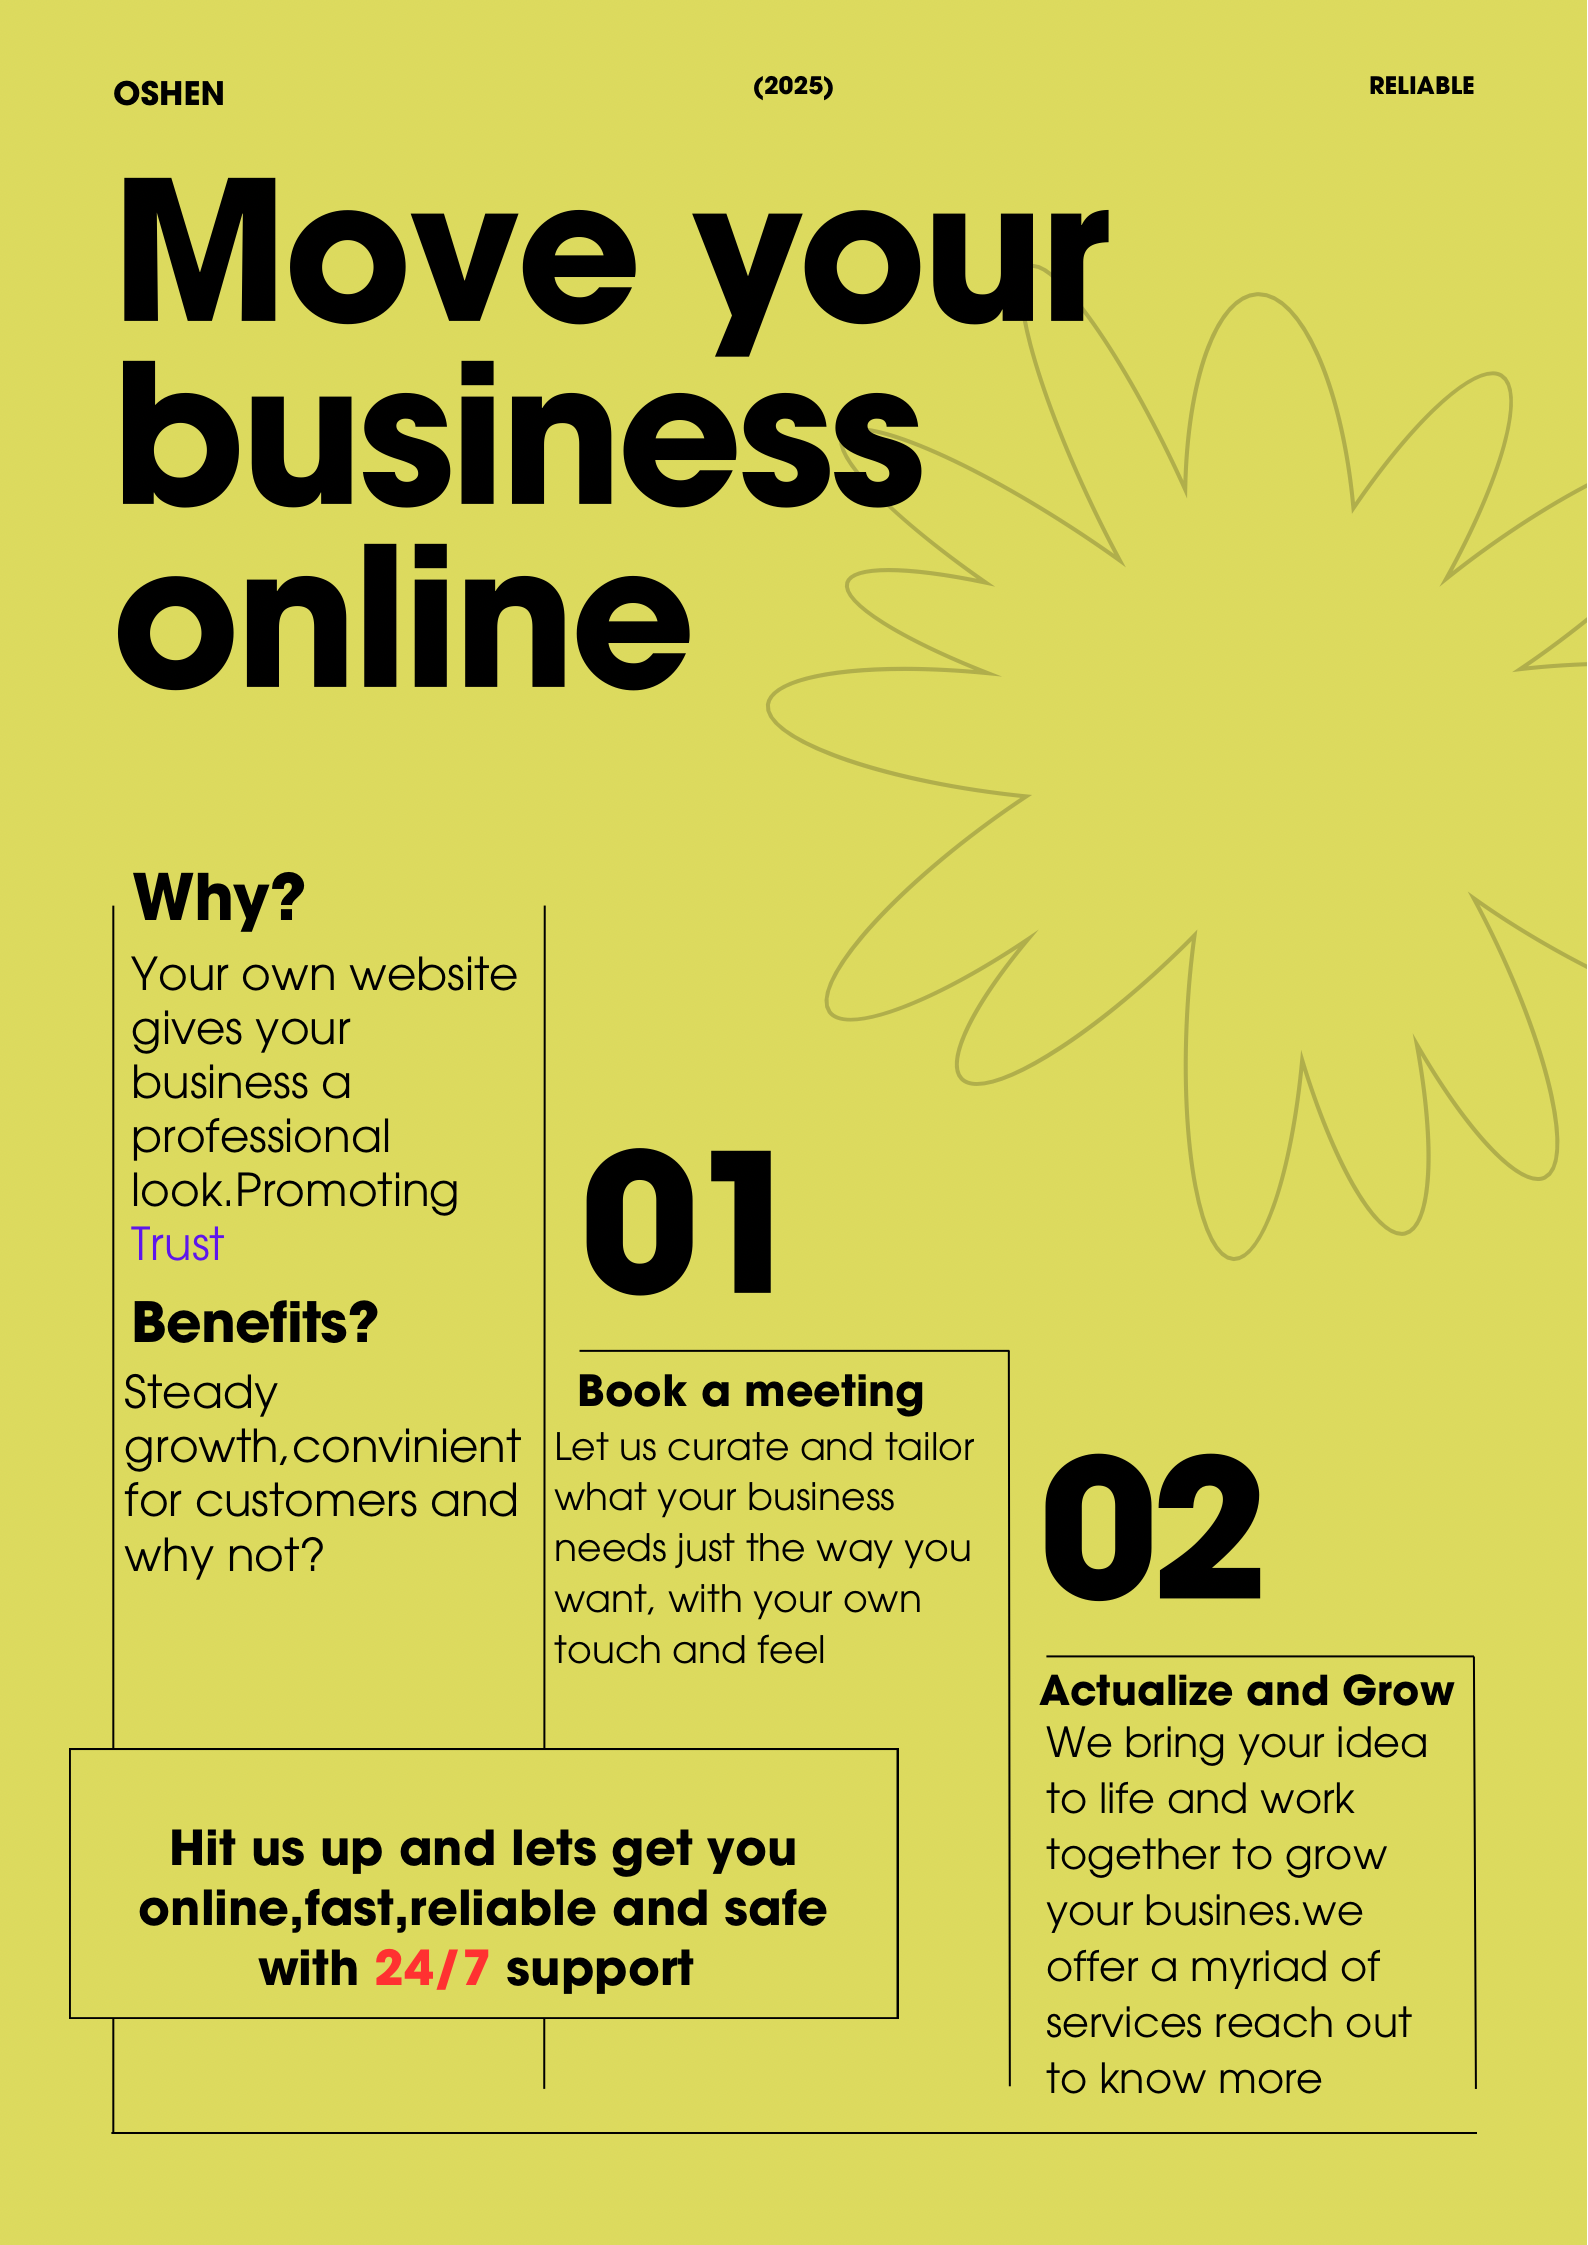 OSHEN
(2025)
RELIABLE
Move your
business
online
Why?
Your own website
gives your
business a
professional
look.Promoting
Trust
Benefits?
Steady
growth,convinient
for customers and
why not?
01
Book a meeting
Let us curate and tailor
what your business
needs just the way you
want, with your own
touch and feel
02
Actualize and Grow
We bring your idea
to life and work
together to grow
your busines.we
offer a myriad of
services reach out
to know more
Hit us up and lets get you
online,fast,reliable and safe
with 24/7 support